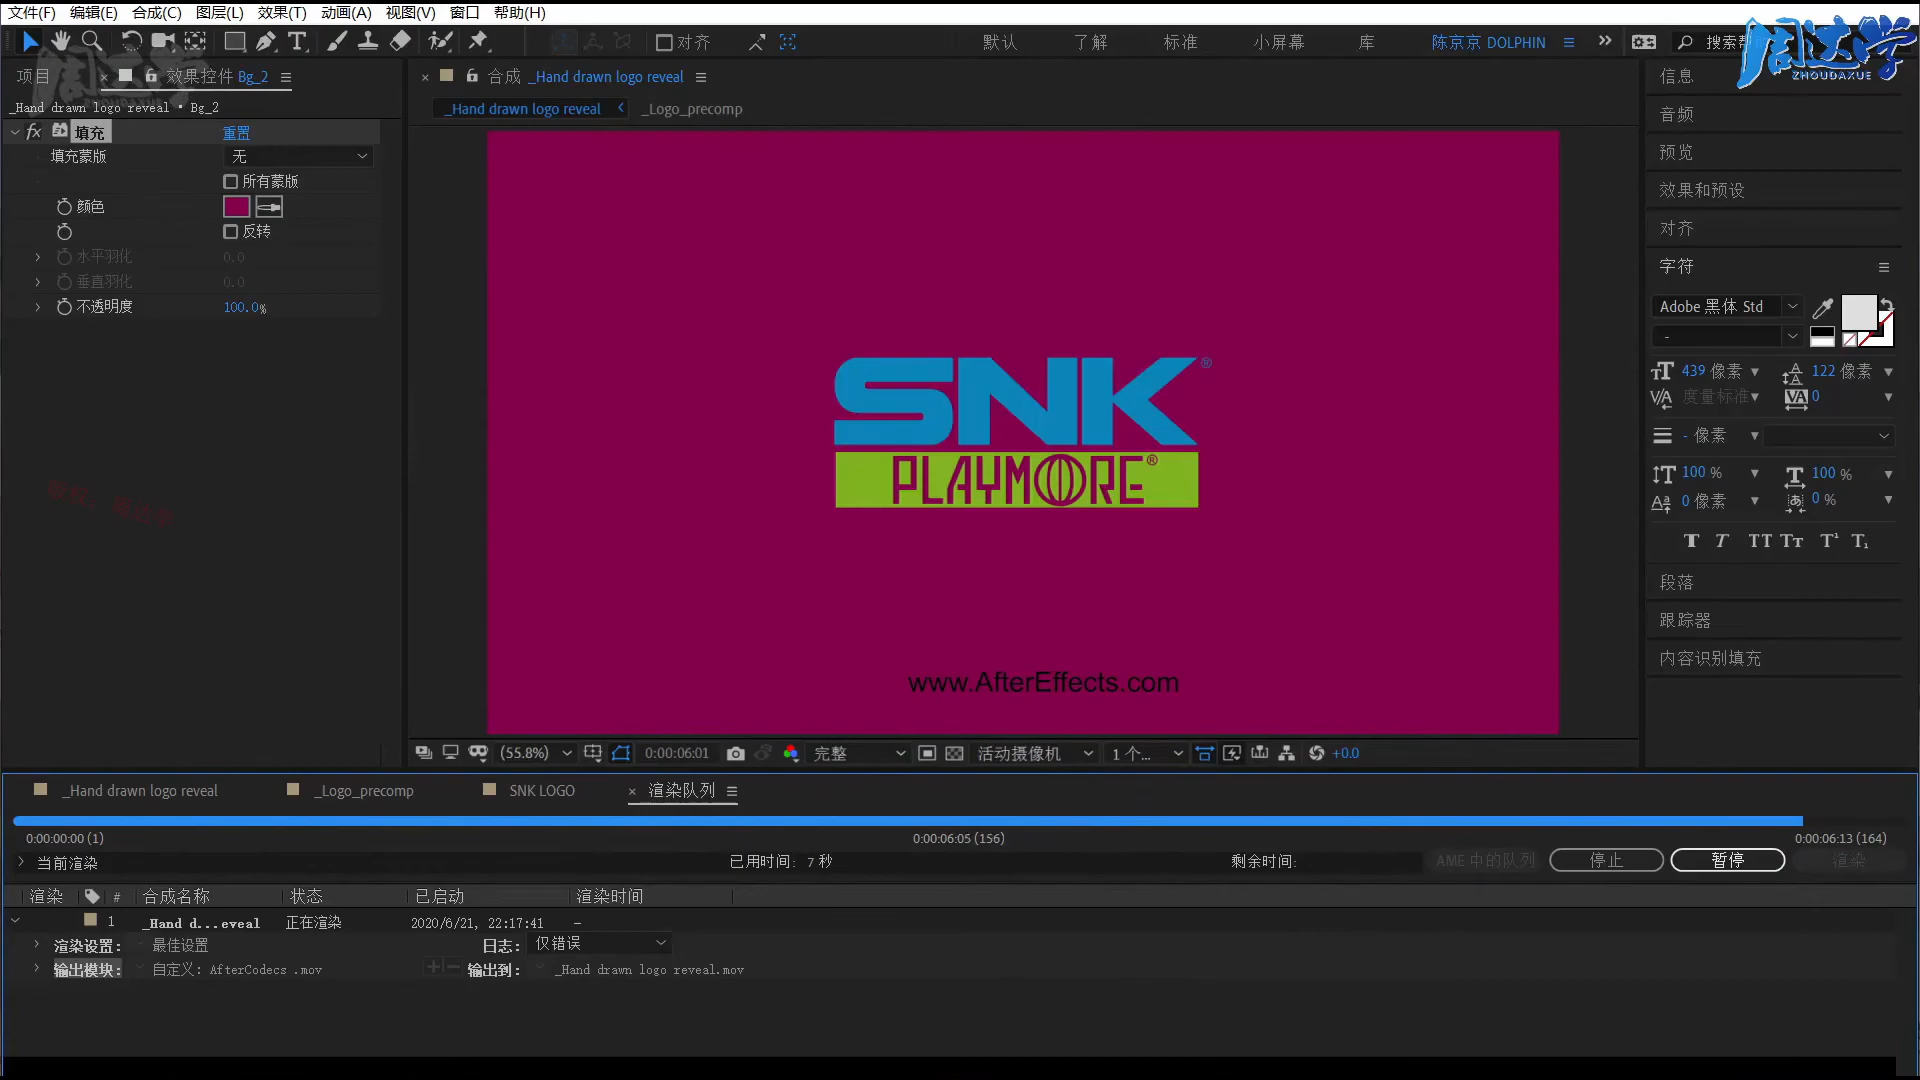 文件(F) 编辑(E) 合成(C) 图层(L) 效果(T) 动画(A) 视图(V) 窗口 帮助(H)
对齐 默认 了解 标准 小屏幕 库 陈京京 DOLPHIN 搜索帮
周达学
ZHOUDAXUE
项目 效果控件 Bg_2
_Hand drawn logo reveal • Bg_2
fx 填充 重置
填充蒙版 无
所有蒙版
颜色
反转
水平羽化 0.0
垂直羽化 0.0
不透明度 100.0%
合成 _Hand drawn logo reveal
_Hand drawn logo reveal _Logo_precomp
SNK®
PLAYMORE®
www.AfterEffects.com
(55.8%) 0:00:06:01 完整 活动摄像机 1 个... +0.0
信息
音频
预览
效果和预设
对齐
字符
Adobe 黑体 Std
-
439 像素 122 像素
度量标准 0
- 像素
100 % 100 %
0 像素 0 %
段落
跟踪器
内容识别填充
_Hand drawn logo reveal _Logo_precomp SNK LOGO 渲染队列
0:00:00:00 (1) 0:00:06:05 (156) 0:00:06:13 (164)
当前渲染 已用时间: 7 秒 剩余时间: AME 中的队列 停止 暂停 渲染
渲染 # 合成名称 状态 已启动 渲染时间
1 _Hand d...eveal 正在渲染 2020/6/21, 22:17:41 -
渲染设置: 最佳设置 日志: 仅错误
输出模块: 自定义: AfterCodecs .mov 输出到: _Hand drawn logo reveal.mov